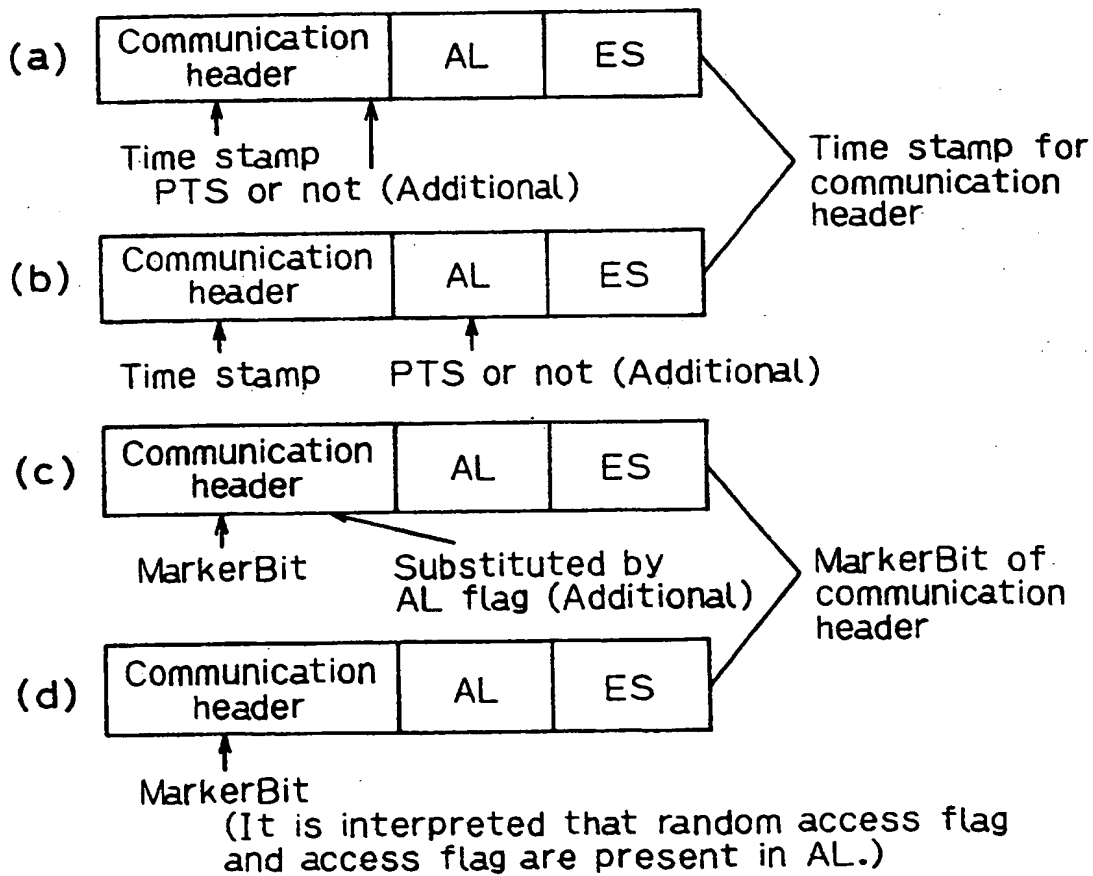 (a)
Communication
header
AL
ES
Time stamp
PTS or not (Additional)
Time stamp for
communication
header
(b)
Communication
header
AL
ES
Time stamp
PTS or not (Additional)
(c)
Communication
header
AL
ES
MarkerBit
Substituted by
AL flag (Additional)
MarkerBit of
communication
header
(d)
Communication
header
AL
ES
MarkerBit
(It is interpreted that random access flag
and access flag are present in AL.)